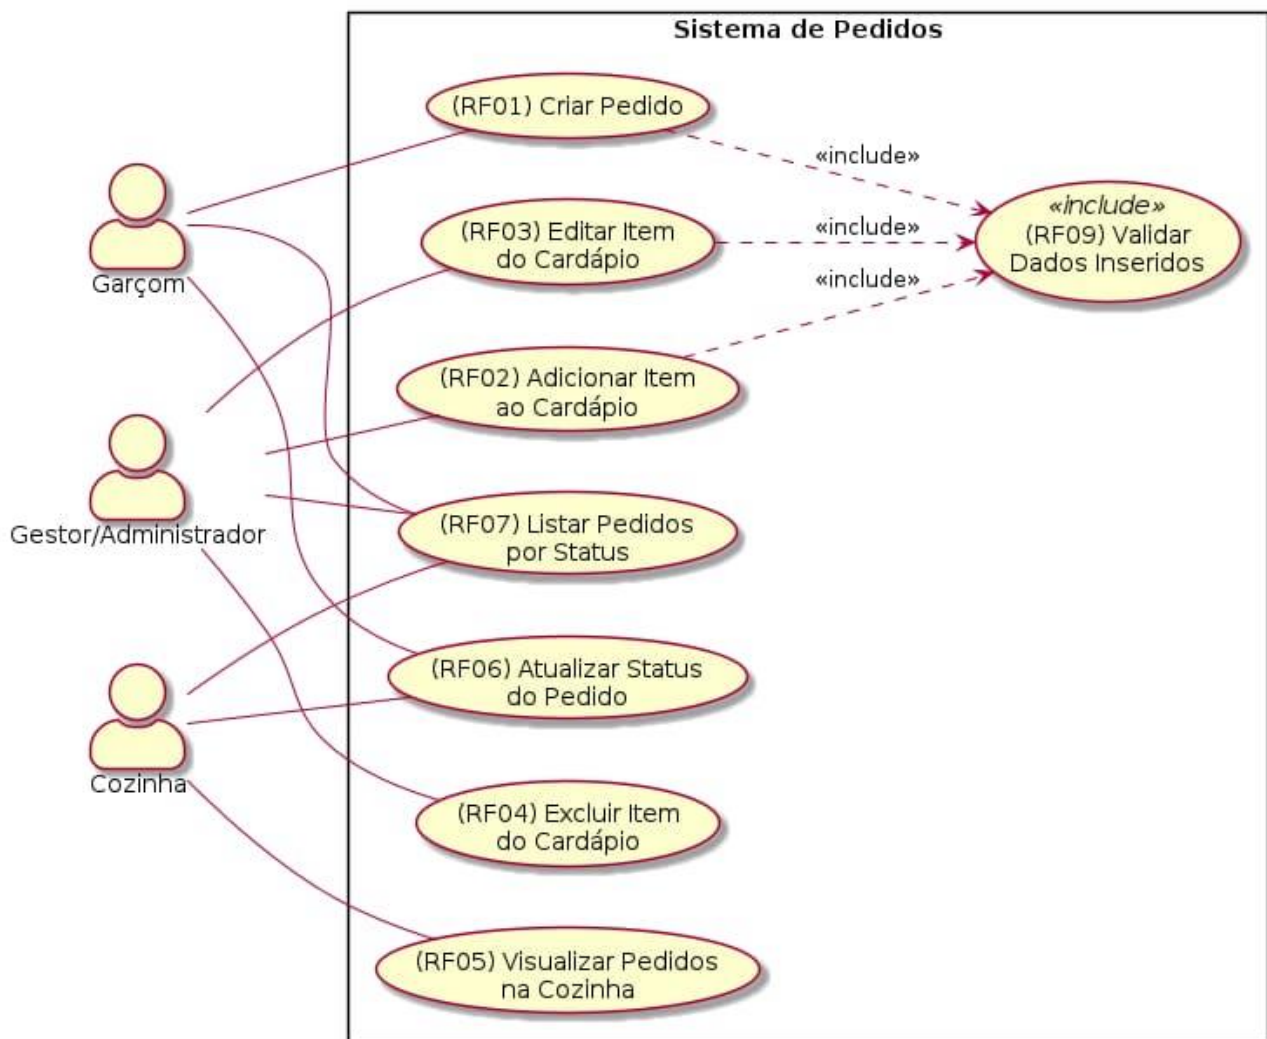 Sistema de Pedidos
(RF01) Criar Pedido
«include»
«include»
(RF09) Validar
Dados Inseridos
(RF03) Editar Item
do Cardápio
«include»
«include»
Garçom
(RF02) Adicionar Item
ao Cardápio
Gestor/Administrador
(RF07) Listar Pedidos
por Status
(RF06) Atualizar Status
do Pedido
Cozinha
(RF04) Excluir Item
do Cardápio
(RF05) Visualizar Pedidos
na Cozinha